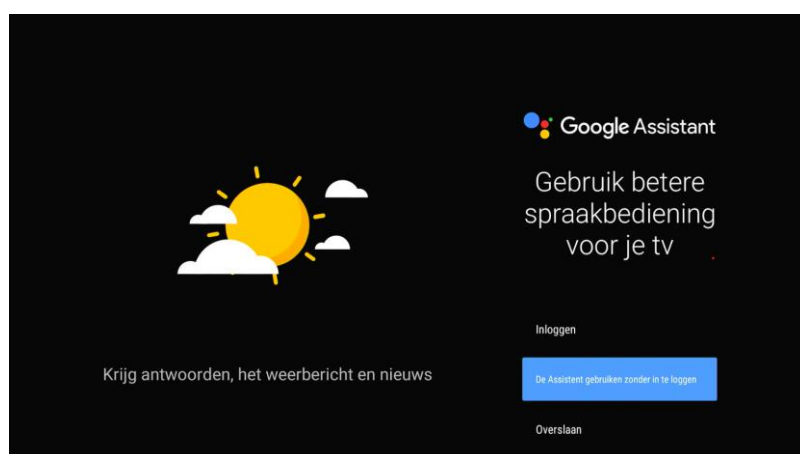 Google Assistant
Gebruik betere
spraakbediening
voor je tv
Inloggen
Krijg antwoorden, het weerbericht en nieuws
De Assistent gebruiken zonder in te loggen
Overslaan